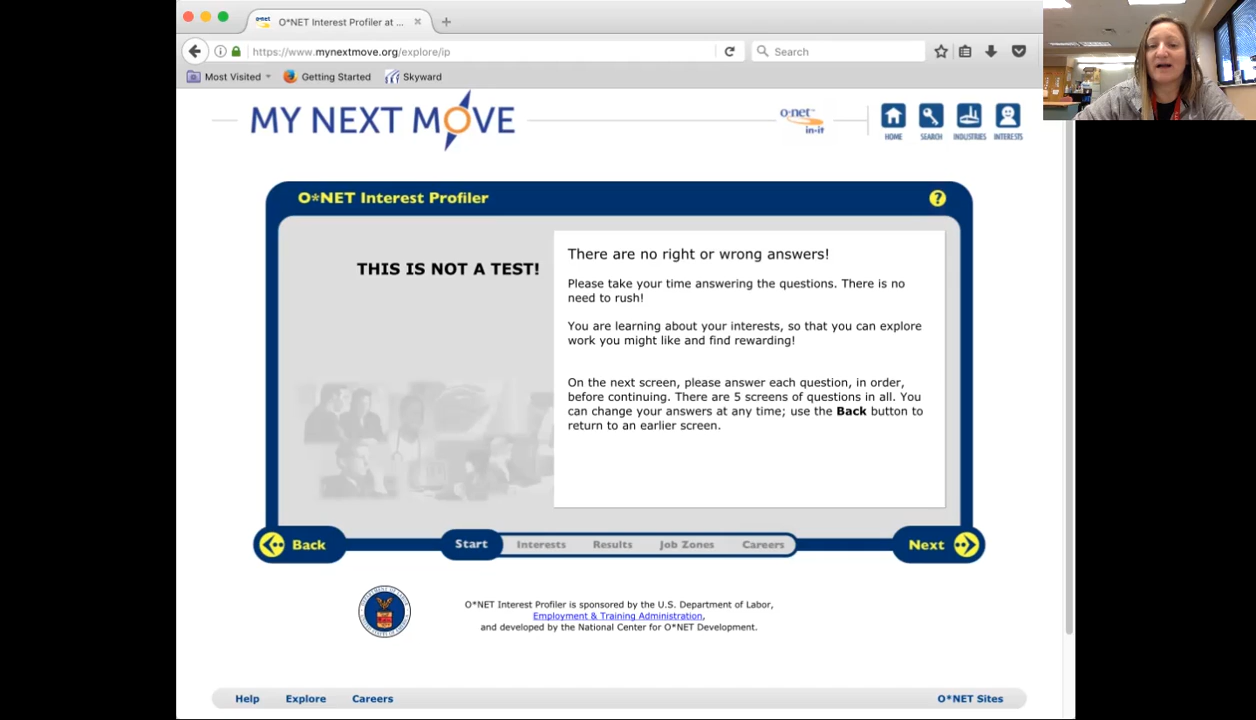 O*NET Interest Profiler at ...
https://www.mynextmove.org/explore/ip
Search
Most Visited
Getting Started
Skyward
MY NEXT MOVE
o·net™
in-it
HOME
SEARCH
INDUSTRIES
INTERESTS
O*NET Interest Profiler
?
THIS IS NOT A TEST!
There are no right or wrong answers!
Please take your time answering the questions. There is no
need to rush!
You are learning about your interests, so that you can explore
work you might like and find rewarding!
On the next screen, please answer each question, in order,
before continuing. There are 5 screens of questions in all. You
can change your answers at any time; use the Back button to
return to an earlier screen.
Back
Start
Interests
Results
Job Zones
Careers
Next
O*NET Interest Profiler is sponsored by the U.S. Department of Labor,
Employment & Training Administration,
and developed by the National Center for O*NET Development.
Help
Explore
Careers
O*NET Sites